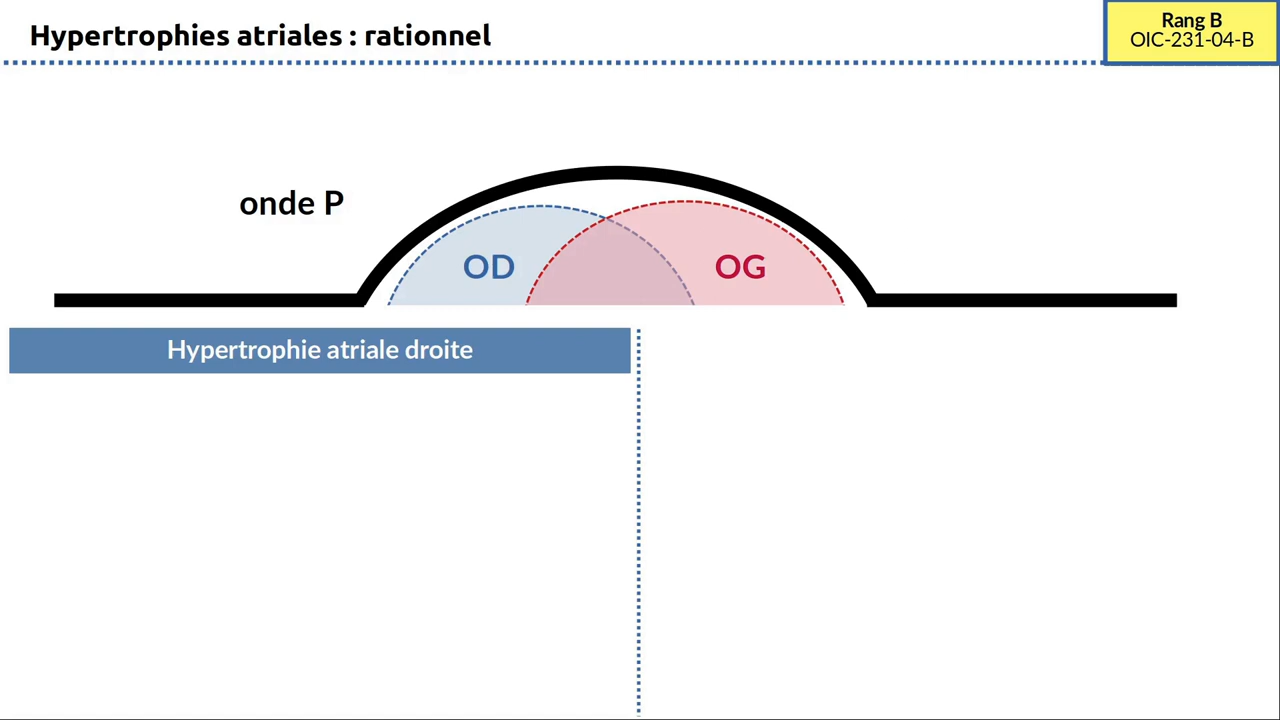 Hypertrophies atriales : rationnel
Rang B
OIC-231-04-B
onde P
OD
OG
Hypertrophie atriale droite